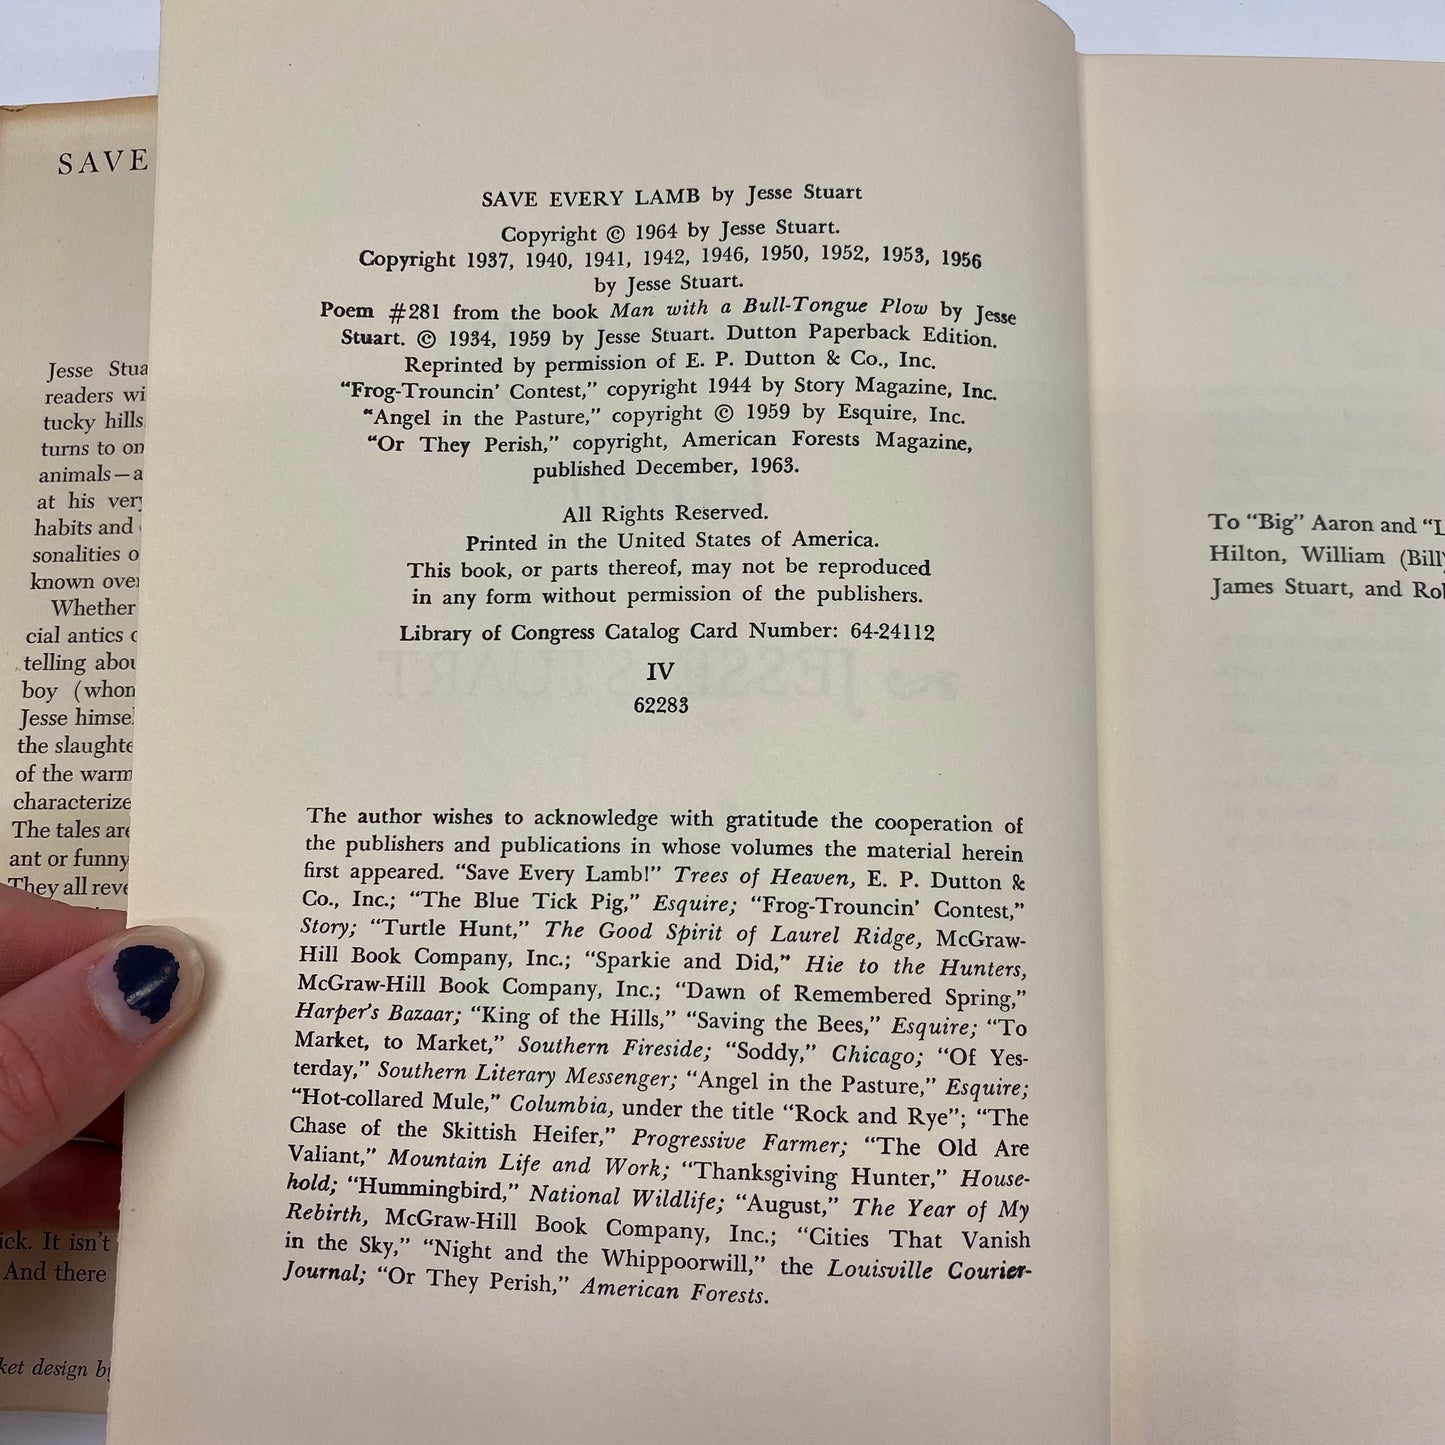 SAVE
Jesse
readers
tucky hills
turns to
animals—a
at his
habits and
sonalities
known
Whether
cial antics
telling
boy
Jesse
the
of the
characterize
The tales
ant or funny
They all
ick. It isn't
And there
ket design
SAVE EVERY LAMB by Jesse Stuart
Copyright © 1964 by Jesse Stuart.
Copyright 1937, 1940, 1941, 1942, 1946, 1950, 1952, 1953, 1956
by Jesse Stuart.
Poem #281 from the book Man with a Bull-Tongue Plow by Jesse
Stuart. © 1934, 1959 by Jesse Stuart. Dutton Paperback Edition.
Reprinted by permission of E. P. Dutton & Co., Inc.
“Frog-Trouncin’ Contest,” copyright 1944 by Story Magazine, Inc.
“Angel in the Pasture,” copyright © 1959 by Esquire, Inc.
“Or They Perish,” copyright, American Forests Magazine,
published December, 1963.
All Rights Reserved.
Printed in the United States of America.
This book, or parts thereof, may not be reproduced
in any form without permission of the publishers.
Library of Congress Catalog Card Number: 64-24112
IV
62283
The author wishes to acknowledge with gratitude the cooperation of
the publishers and publications in whose volumes the material herein
first appeared. “Save Every Lamb!” Trees of Heaven, E. P. Dutton &
Co., Inc.; “The Blue Tick Pig,” Esquire; “Frog-Trouncin’ Contest,”
Story; “Turtle Hunt,” The Good Spirit of Laurel Ridge, McGraw-
Hill Book Company, Inc.; “Sparkie and Did,” Hie to the Hunters,
McGraw-Hill Book Company, Inc.; “Dawn of Remembered Spring,”
Harper’s Bazaar; “King of the Hills,” “Saving the Bees,” Esquire; “To
Market, to Market,” Southern Fireside; “Soddy,” Chicago; “Of Yes-
terday,” Southern Literary Messenger; “Angel in the Pasture,” Esquire;
“Hot-collared Mule,” Columbia, under the title “Rock and Rye”; “The
Chase of the Skittish Heifer,” Progressive Farmer; “The Old Are
Valiant,” Mountain Life and Work; “Thanksgiving Hunter,” House-
hold; “Hummingbird,” National Wildlife; “August,” The Year of My
Rebirth, McGraw-Hill Book Company, Inc.; “Cities That Vanish
in the Sky,” “Night and the Whippoorwill,” the Louisville Courier-
Journal; “Or They Perish,” American Forests.
To “Big” Aaron and “L
Hilton, William (Bill
James Stuart, and